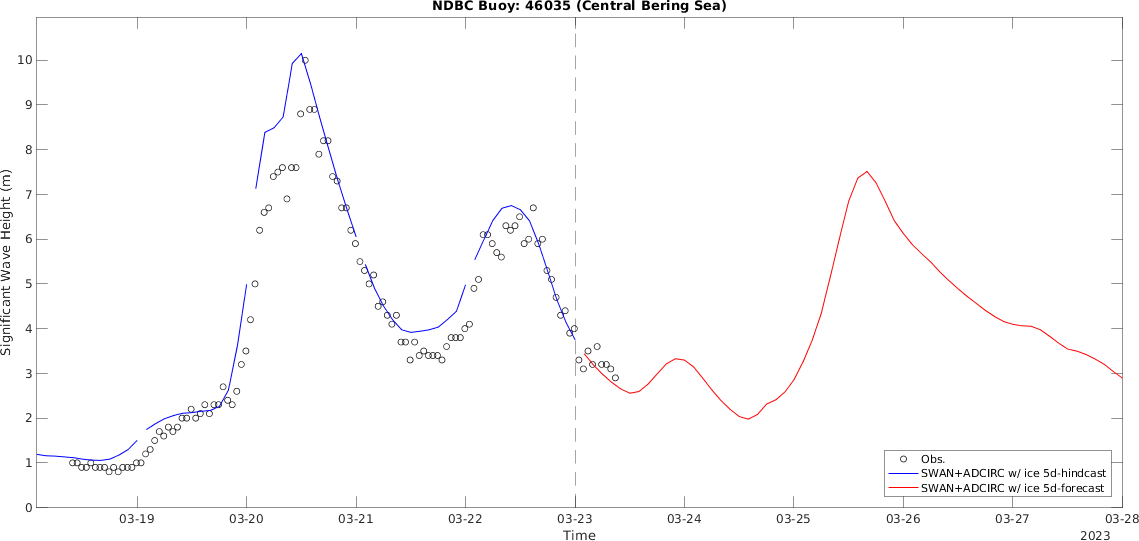 NDBC Buoy: 46035 (Central Bering Sea)
Significant Wave Height (m)
10
9
8
7
6
5
4
3
2
1
0
Obs.
SWAN+ADCIRC w/ ice 5d-hindcast
SWAN+ADCIRC w/ ice 5d-forecast
03-19 03-20 03-21 03-22 03-23 03-24 03-25 03-26 03-27 03-28
Time
2023